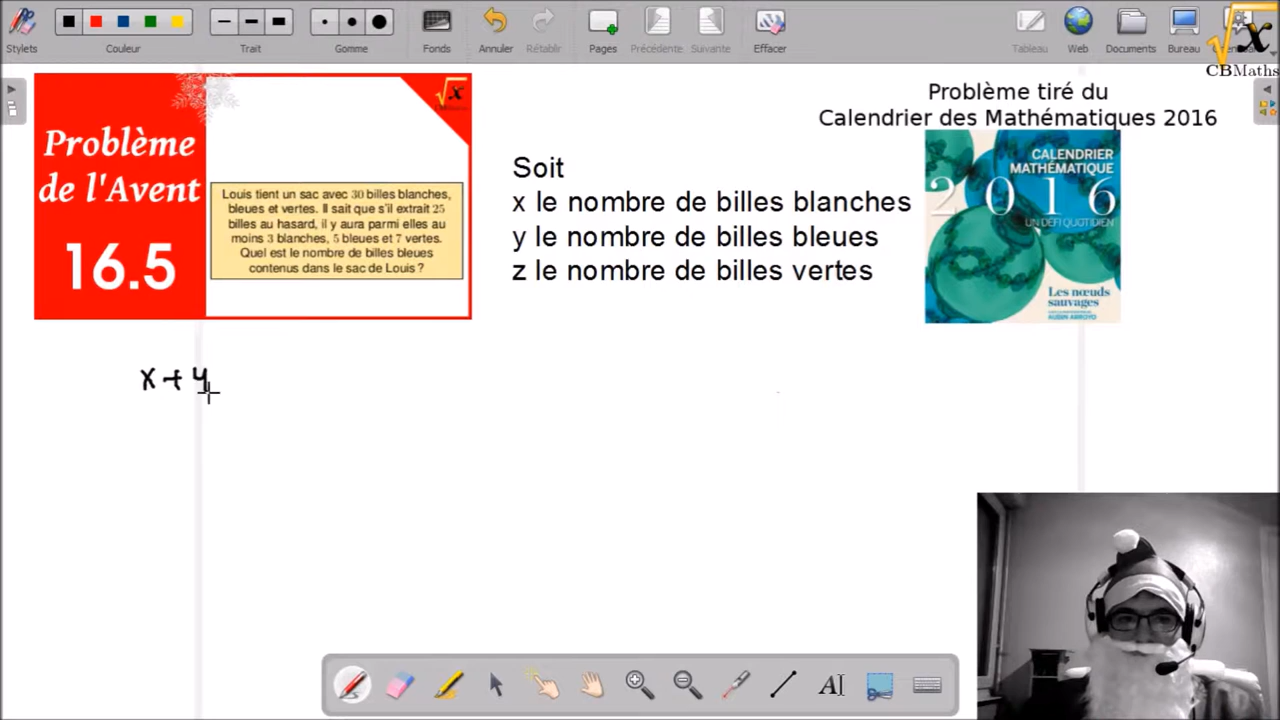 Stylets
Couleur
Trait
Gomme
Fonds
Annuler
Rétablir
Pages
Précédente
Suivante
Effacer
Tableau
Web
Documents
Bureau
CBMaths
Problème
de l'Avent
16.5
Louis tient un sac avec 30 billes blanches,
bleues et vertes. Il sait que s'il extrait 25
billes au hasard, il y aura parmi elles au
moins 3 blanches, 5 bleues et 7 vertes.
Quel est le nombre de billes bleues
contenus dans le sac de Louis ?
Soit
x le nombre de billes blanches
y le nombre de billes bleues
z le nombre de billes vertes
Problème tiré du
Calendrier des Mathématiques 2016
CALENDRIER
MATHÉMATIQUE
2016
UN DÉFI QUOTIDIEN
Les nœuds
sauvages
AUBIN ARROYO
x + y